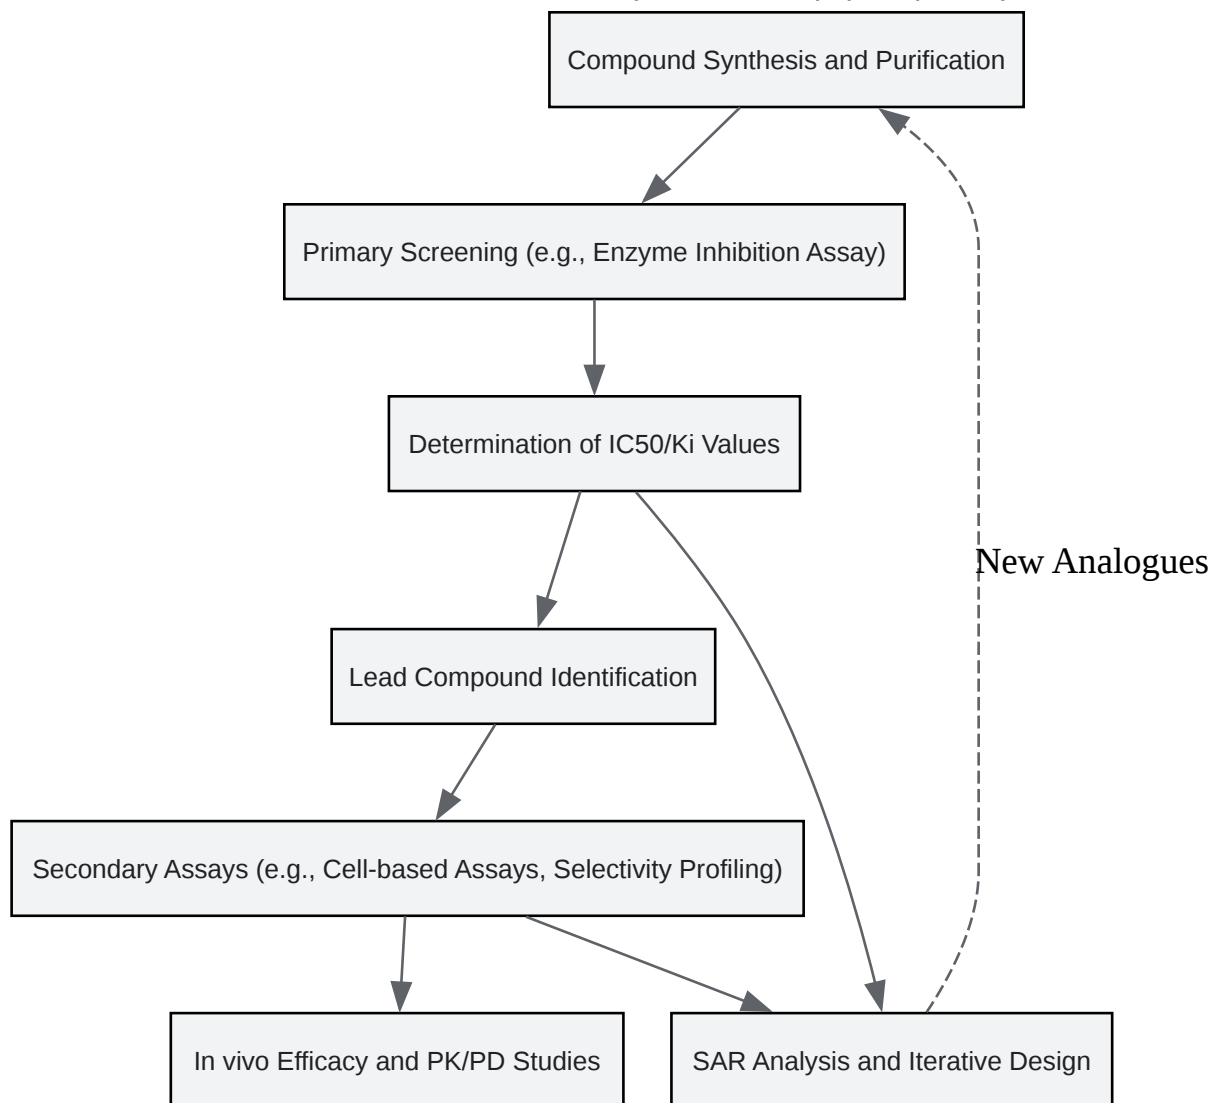 Compound Synthesis and Purification
Primary Screening (e.g., Enzyme Inhibition Assay)
Determination of IC50/Ki Values
New Analogues
Lead Compound Identification
Secondary Assays (e.g., Cell-based Assays, Selectivity Profiling)
In vivo Efficacy and PK/PD Studies
SAR Analysis and Iterative Design